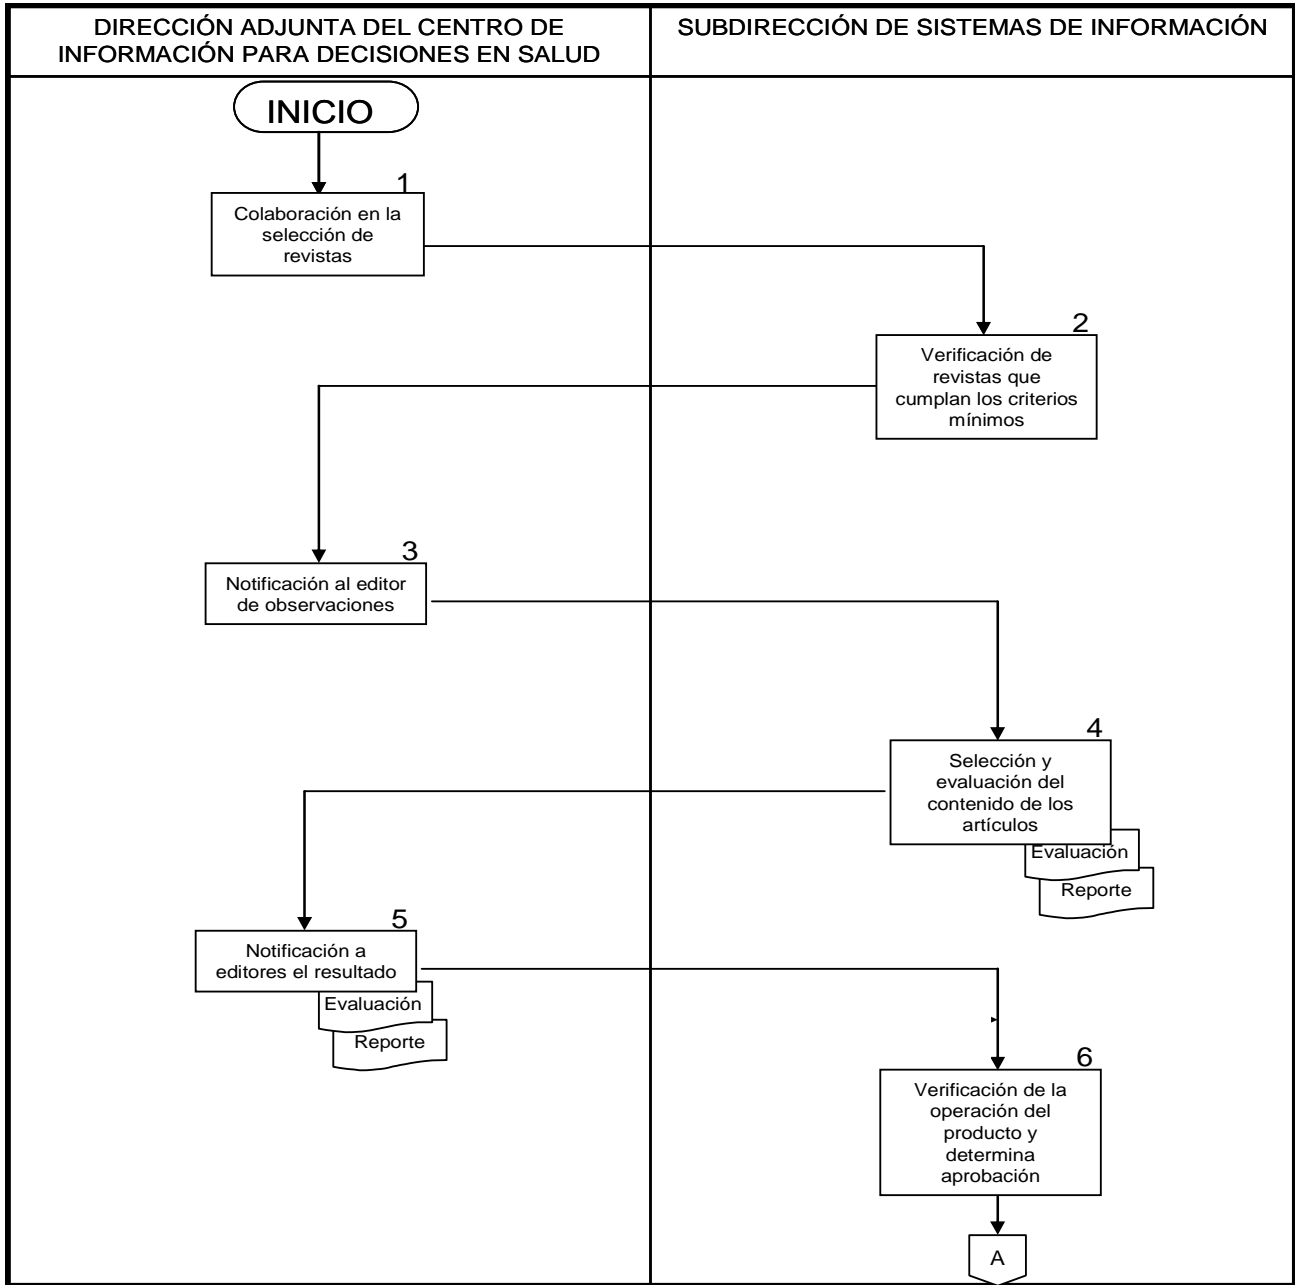 DIRECCIÓN ADJUNTA DEL CENTRO DE
INFORMACIÓN PARA DECISIONES EN SALUD
SUBDIRECCIÓN DE SISTEMAS DE INFORMACIÓN
INICIO
1
Colaboración en la
selección de
revistas
2
Verificación de
revistas que
cumplan los criterios
mínimos
3
Notificación al editor
de observaciones
4
Selección y
evaluación del
contenido de los
artículos
Evaluación
Reporte
5
Notificación a
editores el resultado
Evaluación
Reporte
6
Verificación de la
operación del
producto y
determina
aprobación
A